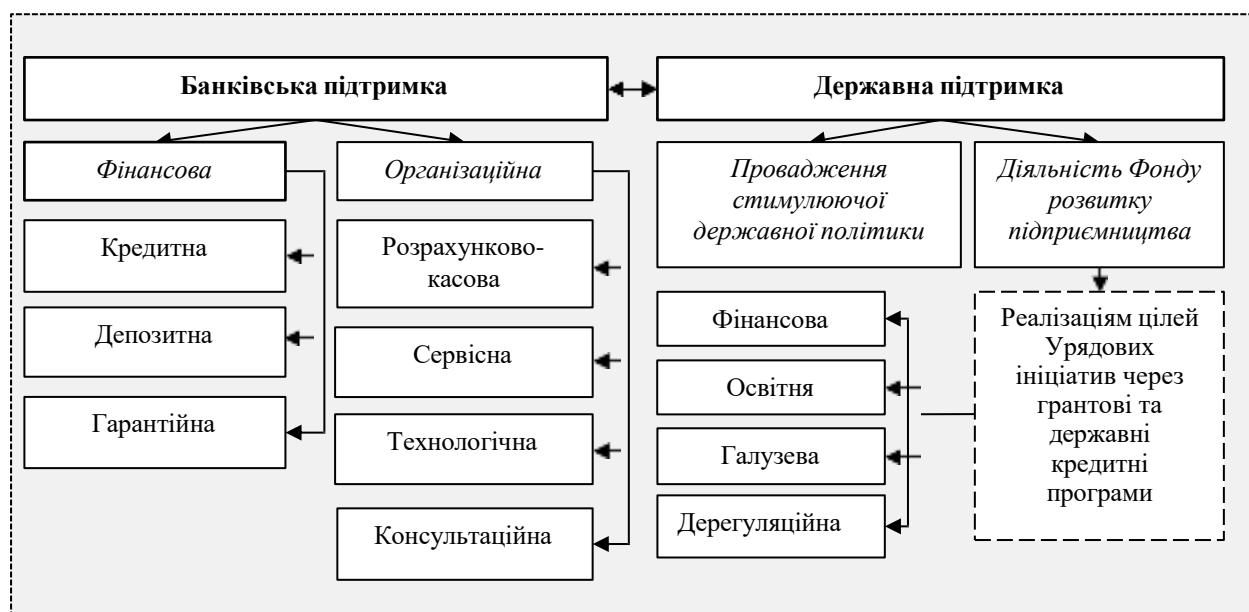 Банківська підтримка
Державна підтримка
Фінансова
Кредитна
Депозитна
Гарантійна
Організаційна
Розрахунково-
касова
Сервісна
Технологічна
Консультаційна
Провадження
стимулюючої
державної політики
Фінансова
Освітня
Галузева
Дерегуляційна
Діяльність Фонду
розвитку
підприємництва
Реалізаціям цілей
Урядових
ініціатив через
грантові та
державні
кредитні
програми